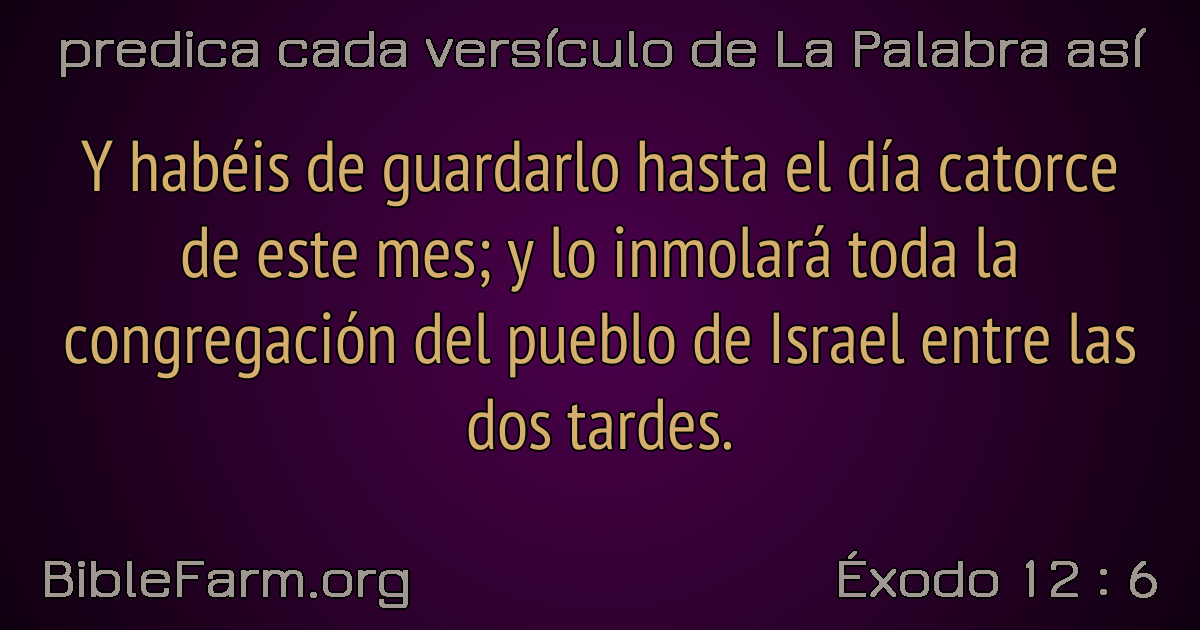 predica cada versículo de La Palabra así
Y habéis de guardarlo hasta el día catorce
de este mes; y lo inmolará toda la
congregación del pueblo de Israel entre las
dos tardes.
BibleFarm.org
Éxodo 12 : 6